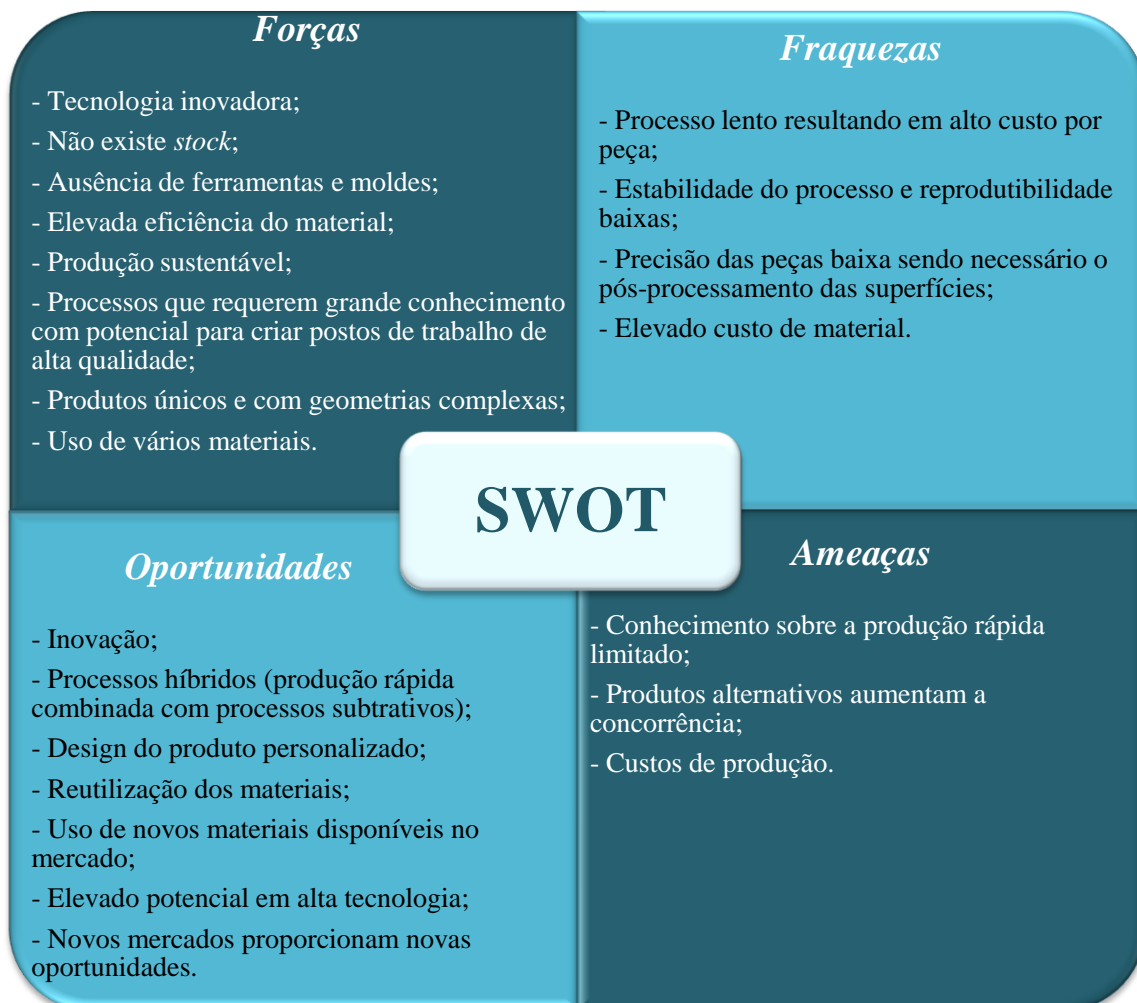 Forças
- Tecnologia inovadora;
- Não existe stock;
- Ausência de ferramentas e moldes;
- Elevada eficiência do material;
- Produção sustentável;
- Processos que requerem grande conhecimento
com potencial para criar postos de trabalho de
alta qualidade;
- Produtos únicos e com geometrias complexas;
- Uso de vários materiais.
Fraquezas
- Processo lento resultando em alto custo por
peça;
- Estabilidade do processo e reprodutibilidade
baixas;
- Precisão das peças baixa sendo necessário o
pós-processamento das superfícies;
- Elevado custo de material.
SWOT
Oportunidades
- Inovação;
- Processos híbridos (produção rápida
combinada com processos subtrativos);
- Design do produto personalizado;
- Reutilização dos materiais;
- Uso de novos materiais disponíveis no
mercado;
- Elevado potencial em alta tecnologia;
- Novos mercados proporcionam novas
oportunidades.
Ameaças
- Conhecimento sobre a produção rápida
limitado;
- Produtos alternativos aumentam a
concorrência;
- Custos de produção.